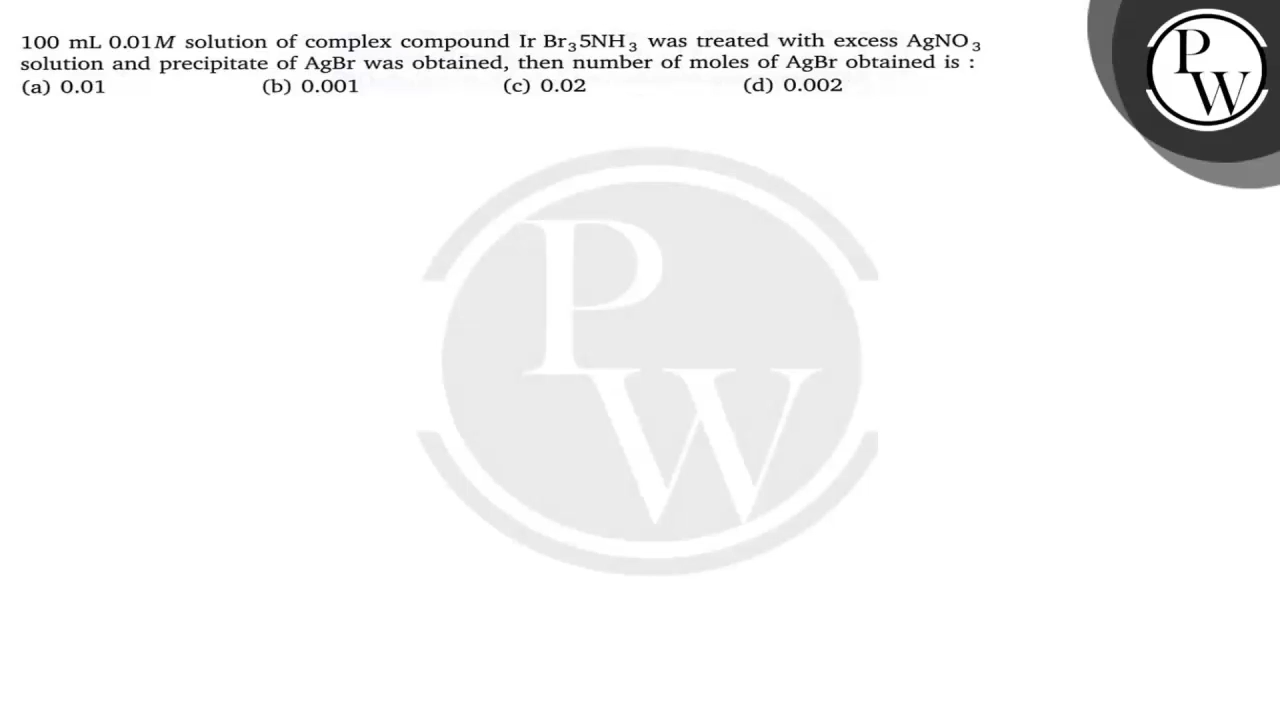 100 mL 0.01M solution of complex compound Ir Br₃5NH₃ was treated with excess AgNO₃
solution and precipitate of AgBr was obtained, then number of moles of AgBr obtained is :
(a) 0.01 (b) 0.001 (c) 0.02 (d) 0.002
P
W
P
W